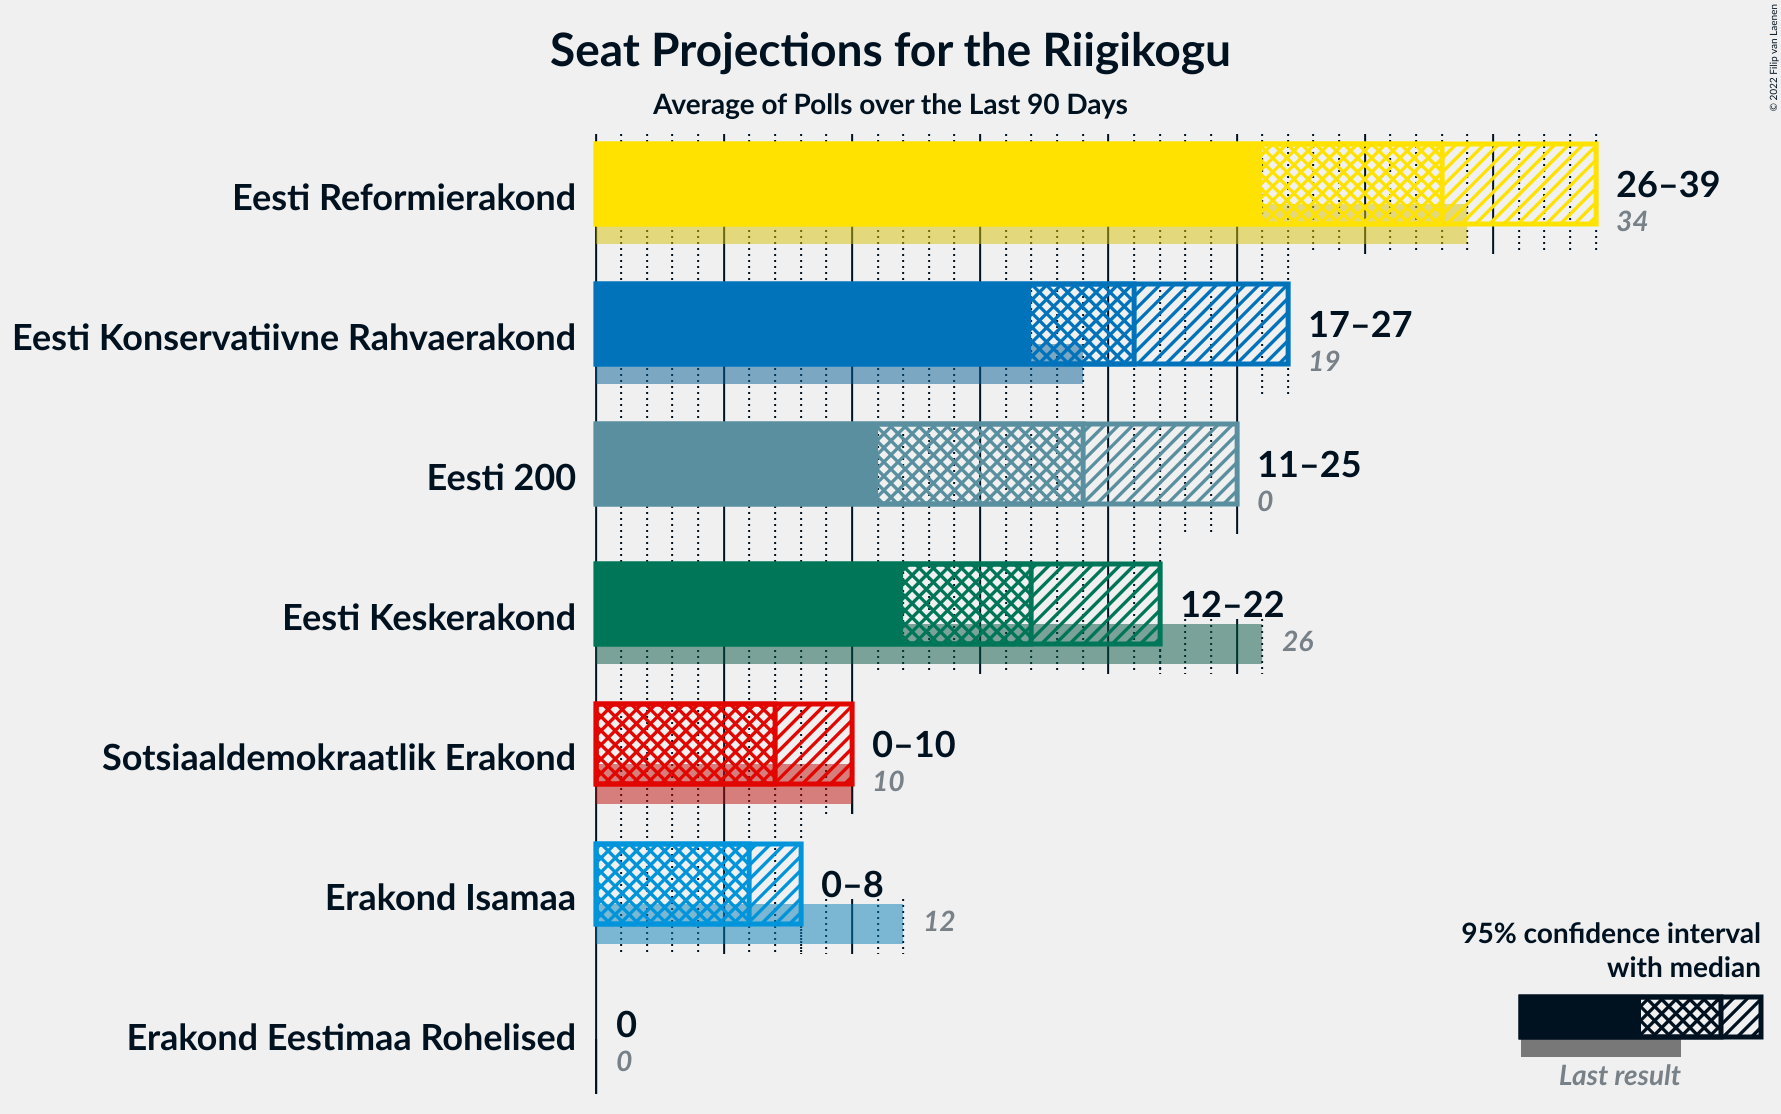 Seat Projections for the Riigikogu
Average of Polls over the Last 90 Days
© 2022 Filip van Laenen
Eesti Reformierakond
26–39
34
Eesti Konservatiivne Rahvaerakond
17–27
19
Eesti 200
11–25
0
Eesti Keskerakond
12–22
26
Sotsiaaldemokraatlik Erakond
0–10
10
Erakond Isamaa
0–8
12
Erakond Eestimaa Rohelised
0
0
95% confidence interval
with median
Last result